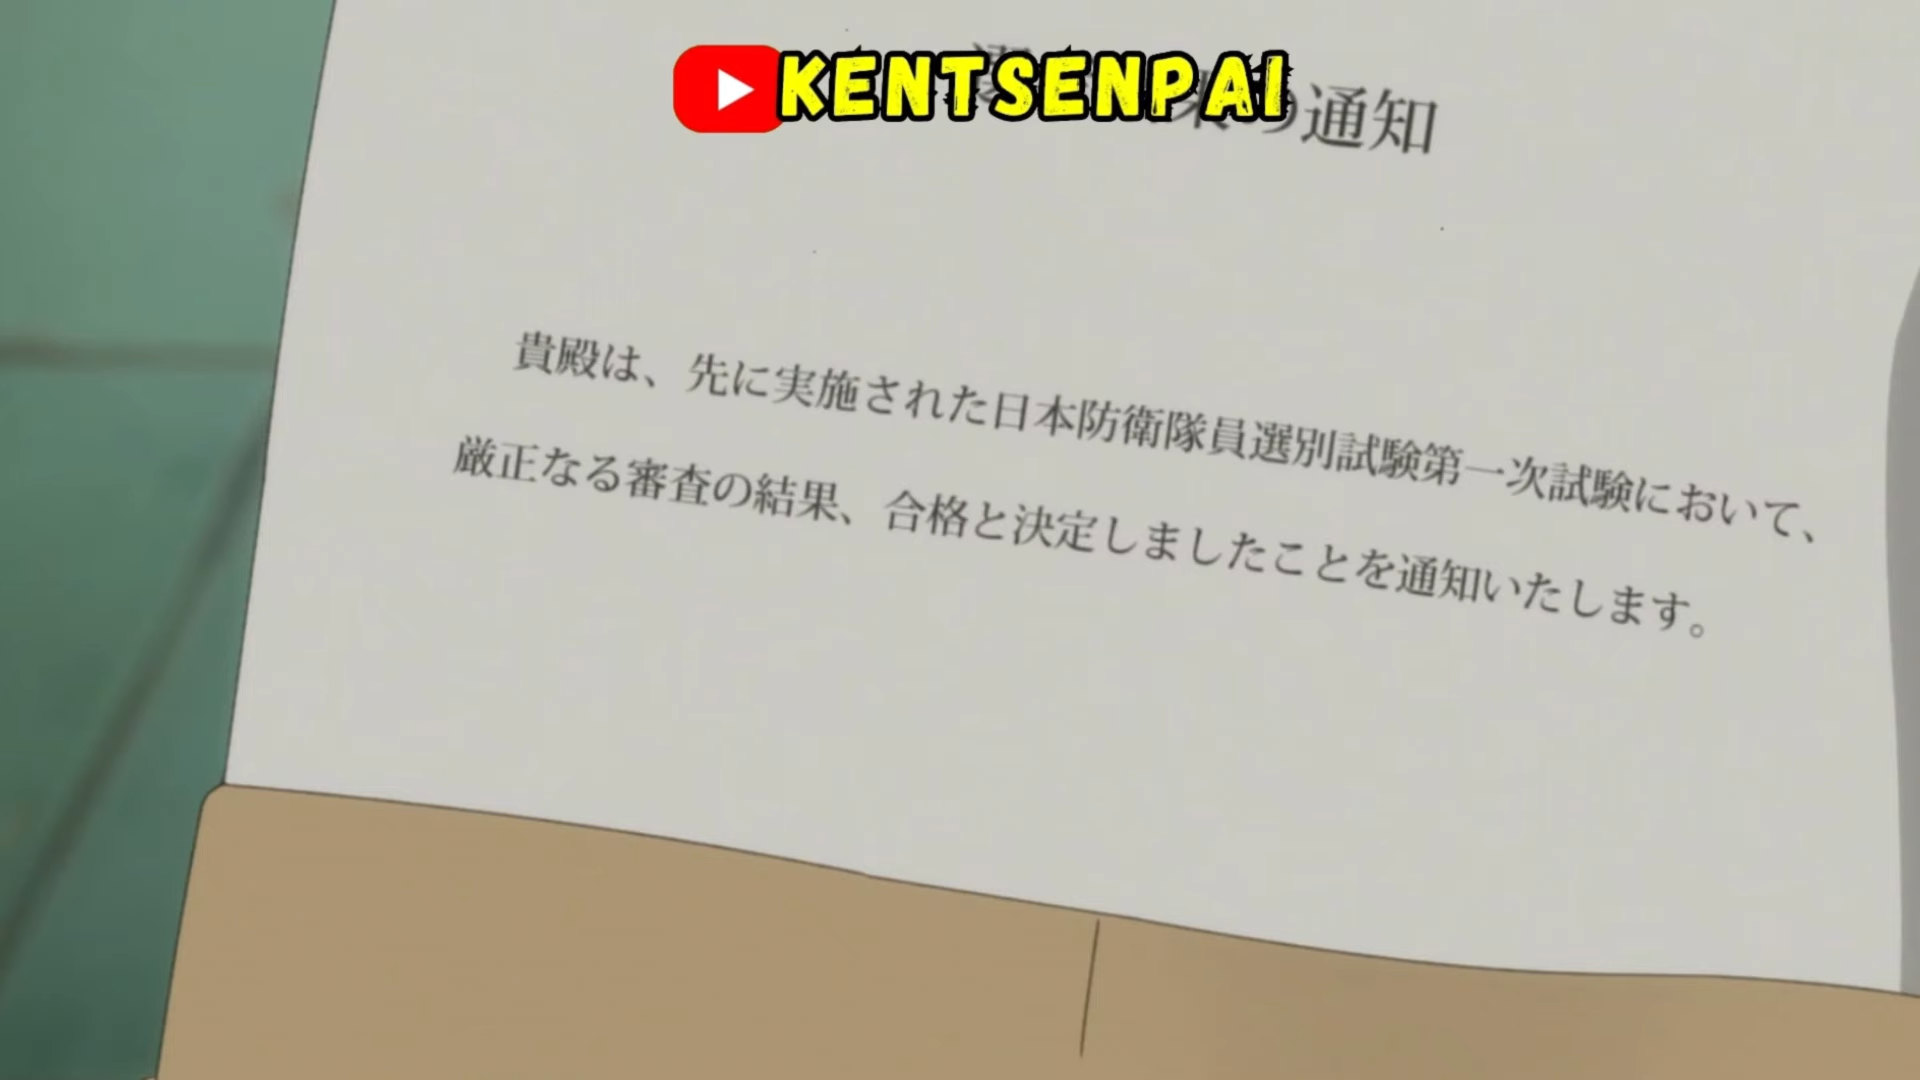 KENTSENPAI
の通知
貴殿は、先に実施された日本防衛隊員選別試験第一次試験において、
厳正なる審査の結果、合格と決定しましたことを通知いたします。